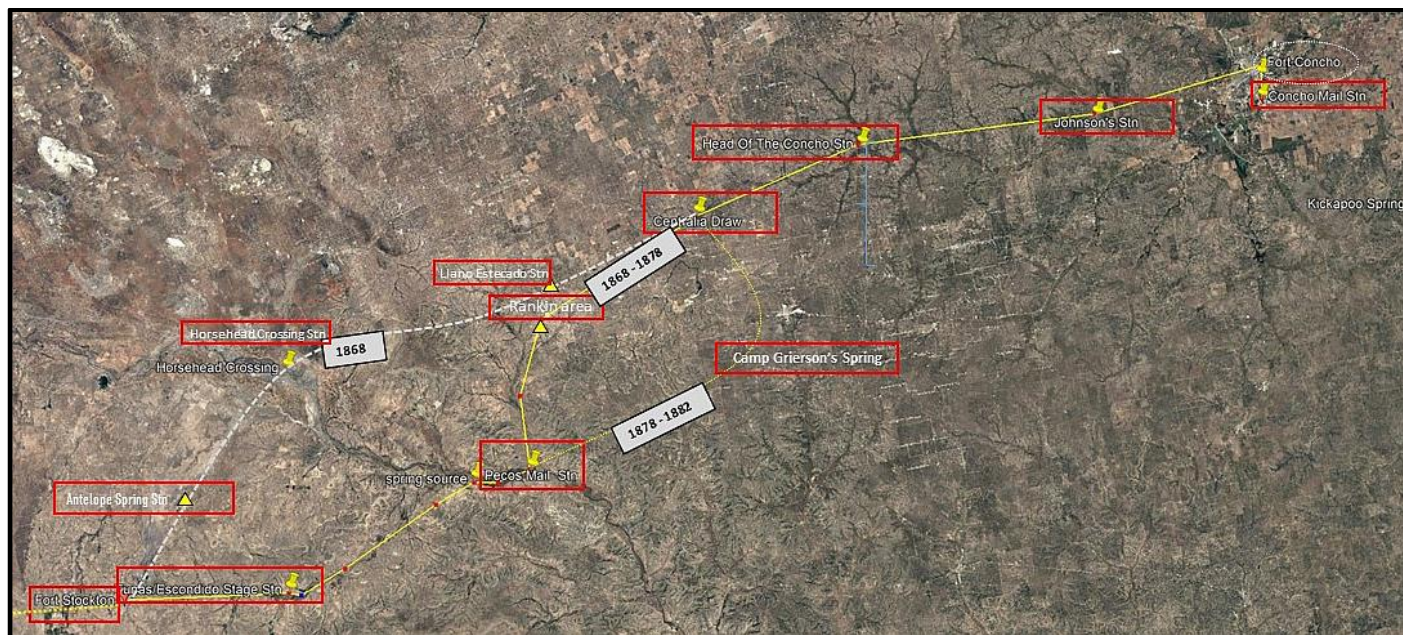 Fort Concho
Concho Mail Stn
Johnson's Stn
Head Of The Concho Stn
Kickapoo Spring
Centralia Draw
1868 - 1878
Llano Estecado Stn
Rankin area
Horsehead Crossing Stn
1868
Horsehead Crossing
Camp Grierson's Spring
1878 - 1882
spring source
Pecos Mail Stn
Antelope Spring Stn
unas Escondido Stage Stn
Fort Stockton